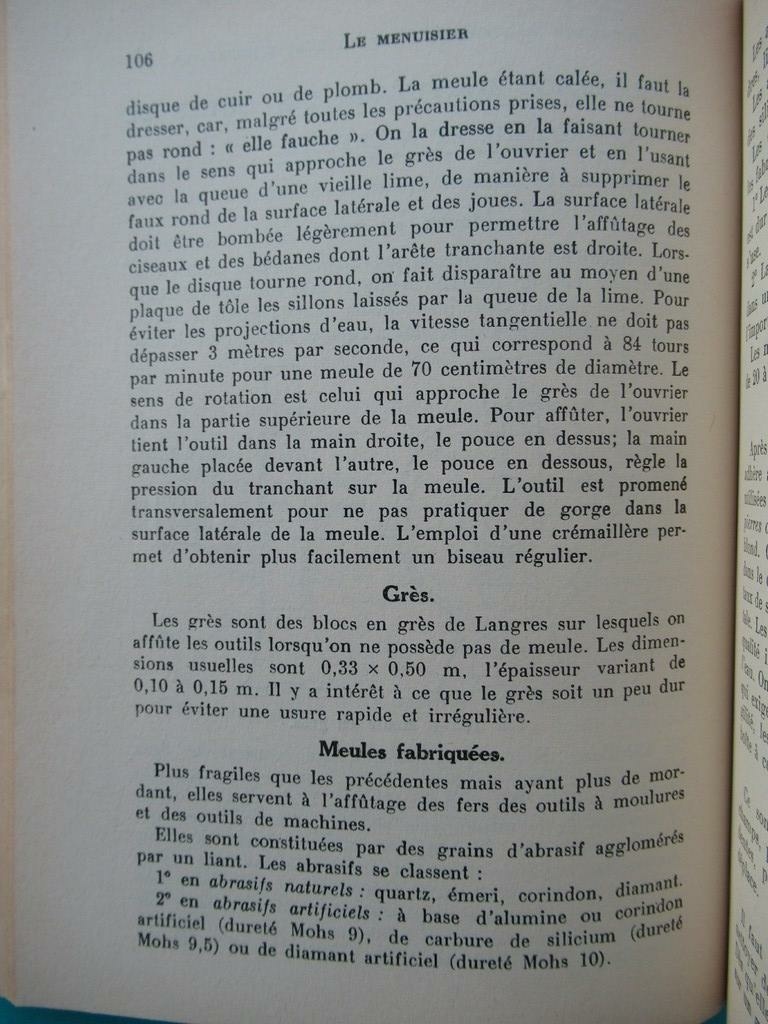 106
LE MENUISIER
disque de cuir ou de plomb. La meule étant calée, il faut la
dresser, car, malgré toutes les précautions prises, elle ne tourne
pas rond : « elle fauche ». On la dresse en la faisant tourner
dans le sens qui approche le grès de l'ouvrier et en l'usant
avec la queue d'une vieille lime, de manière à supprimer le
faux rond de la surface latérale et des joues. La surface latérale
doit être bombée légèrement pour permettre l'affûtage des
ciseaux et des bédanes dont l'arête tranchante est droite. Lors-
que le disque tourne rond, on fait disparaître au moyen d'une
plaque de tôle les sillons laissés par la queue de la lime. Pour
éviter les projections d'eau, la vitesse tangentielle ne doit pas
dépasser 3 mètres par seconde, ce qui correspond à 84 tours
par minute pour une meule de 70 centimètres de diamètre. Le
sens de rotation est celui qui approche le grès de l'ouvrier
dans la partie supérieure de la meule. Pour affûter, l'ouvrier
tient l'outil dans la main droite, le pouce en dessus; la main
gauche placée devant l'autre, le pouce en dessous, règle la
pression du tranchant sur la meule. L'outil est promené
transversalement pour ne pas pratiquer de gorge dans la
surface latérale de la meule. L'emploi d'une crémaillère per-
met d'obtenir plus facilement un biseau régulier.
Grès.
Les grès sont des blocs en grès de Langres sur lesquels on
affûte les outils lorsqu'on ne possède pas de meule. Les dimen-
sions usuelles sont 0,33 × 0,50 m, l'épaisseur variant de
0,10 à 0,15 m. Il y a intérêt à ce que le grès soit un peu dur
pour éviter une usure rapide et irrégulière.
Meules fabriquées.
Plus fragiles que les précédentes mais ayant plus de mor-
dant, elles servent à l'affûtage des fers des outils à moulures
et des outils de machines.
Elles sont constituées par des grains d'abrasif agglomérés
par un liant. Les abrasifs se classent :
1° en abrasifs naturels : quartz, émeri, corindon, diamant.
2° en abrasifs artificiels : à base d'alumine ou corindon
artificiel (dureté Mohs 9), de carbure de silicium (dureté
Mohs 9,5) ou de diamant artificiel (dureté Mohs 10).